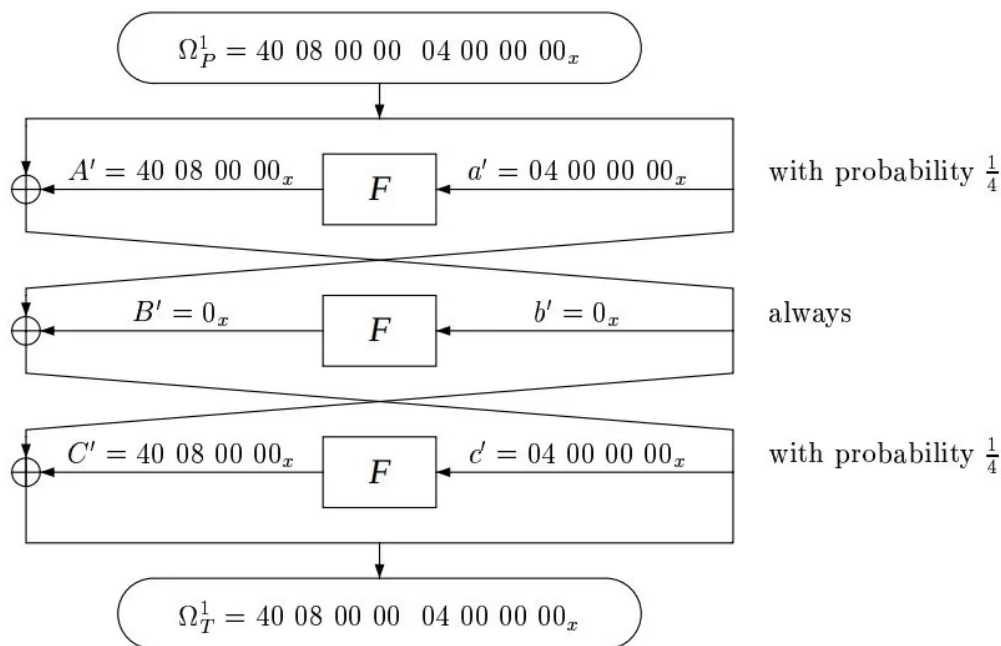 Ω¹_P = 40 08 00 00 04 00 00 00ₓ
A′ = 40 08 00 00ₓ F a′ = 04 00 00 00ₓ with probability 1/4
B′ = 0ₓ F b′ = 0ₓ always
C′ = 40 08 00 00ₓ F c′ = 04 00 00 00ₓ with probability 1/4
Ω¹_T = 40 08 00 00 04 00 00 00ₓ